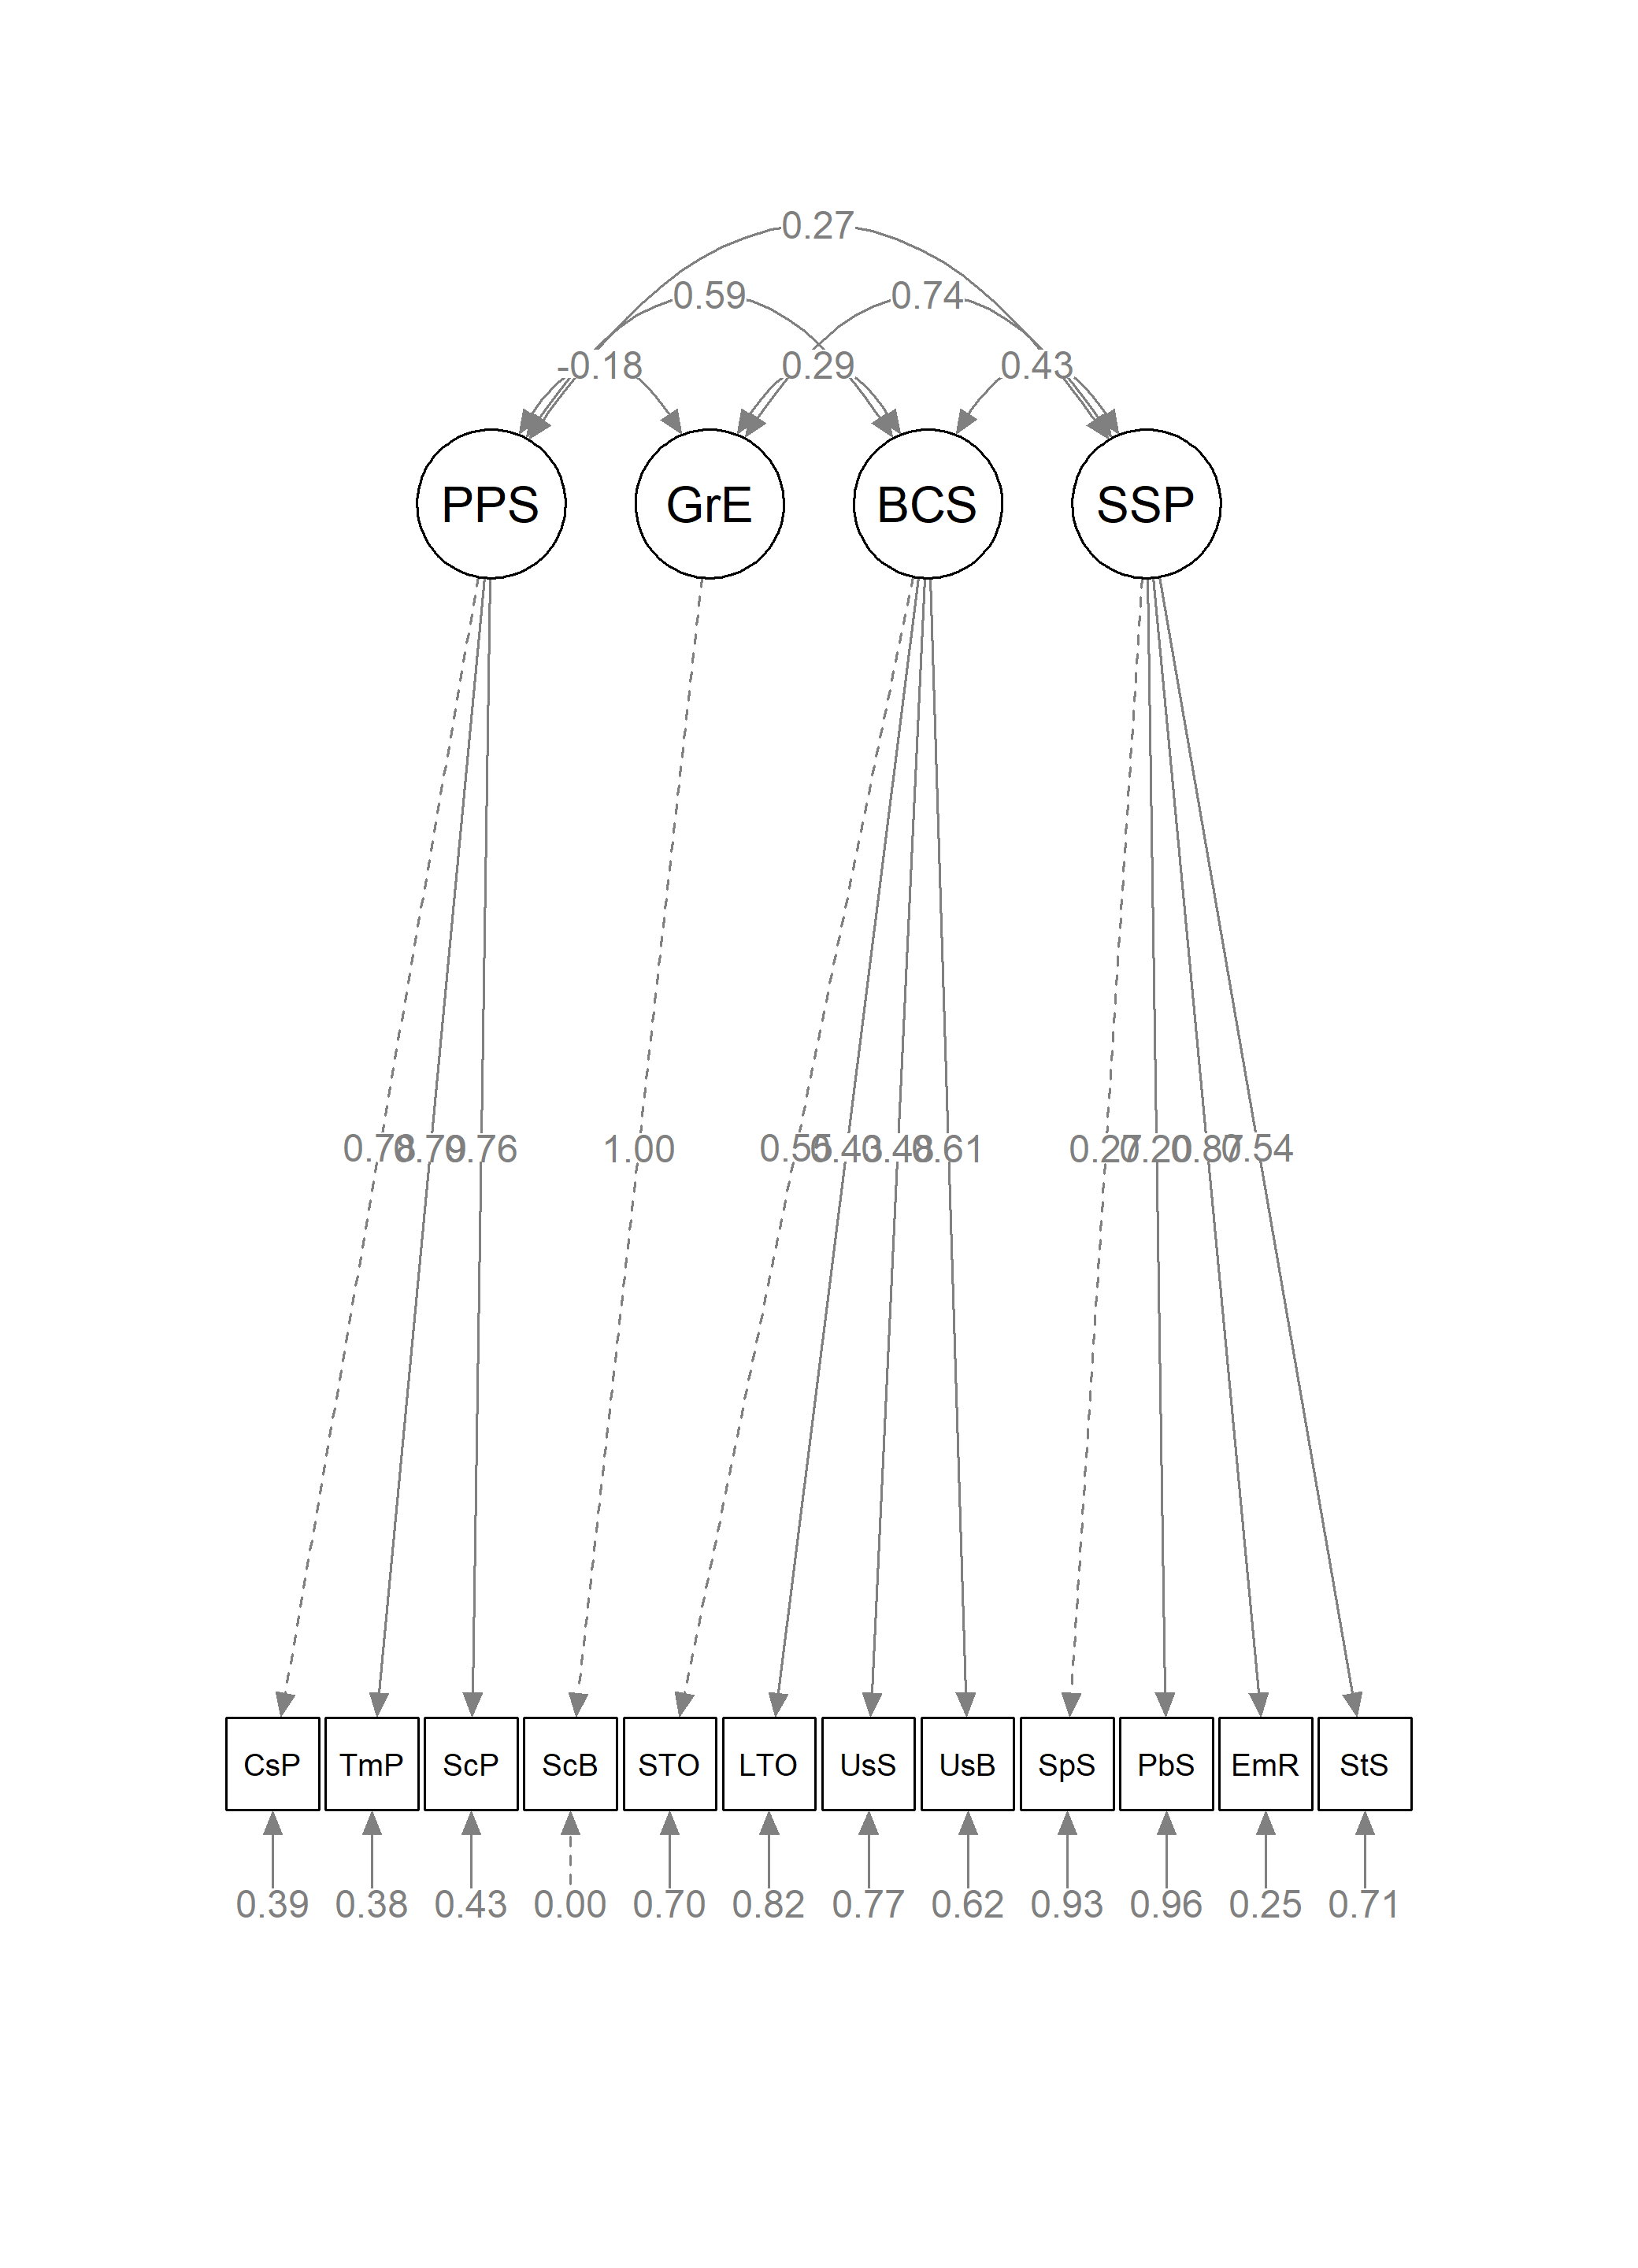 0.27
0.59 0.74
-0.18 0.29 0.43
PPS GrE BCS SSP
0.78 0.79 0.76 1.00 0.55 0.43 0.48 0.61 0.27 0.20 0.87 0.54
CsP TmP ScP ScB STO LTO UsS UsB SpS PbS EmR StS
0.39 0.38 0.43 0.00 0.70 0.82 0.77 0.62 0.93 0.96 0.25 0.71